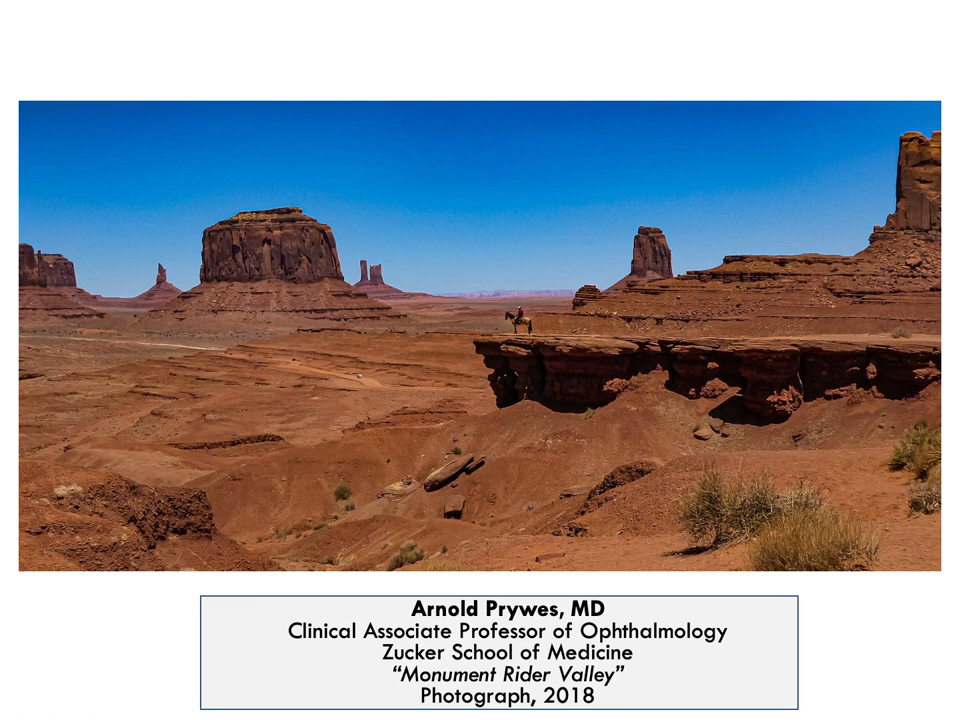 Arnold Prywes, MD
Clinical Associate Professor of Ophthalmology
Zucker School of Medicine
“Monument Rider Valley”
Photograph, 2018